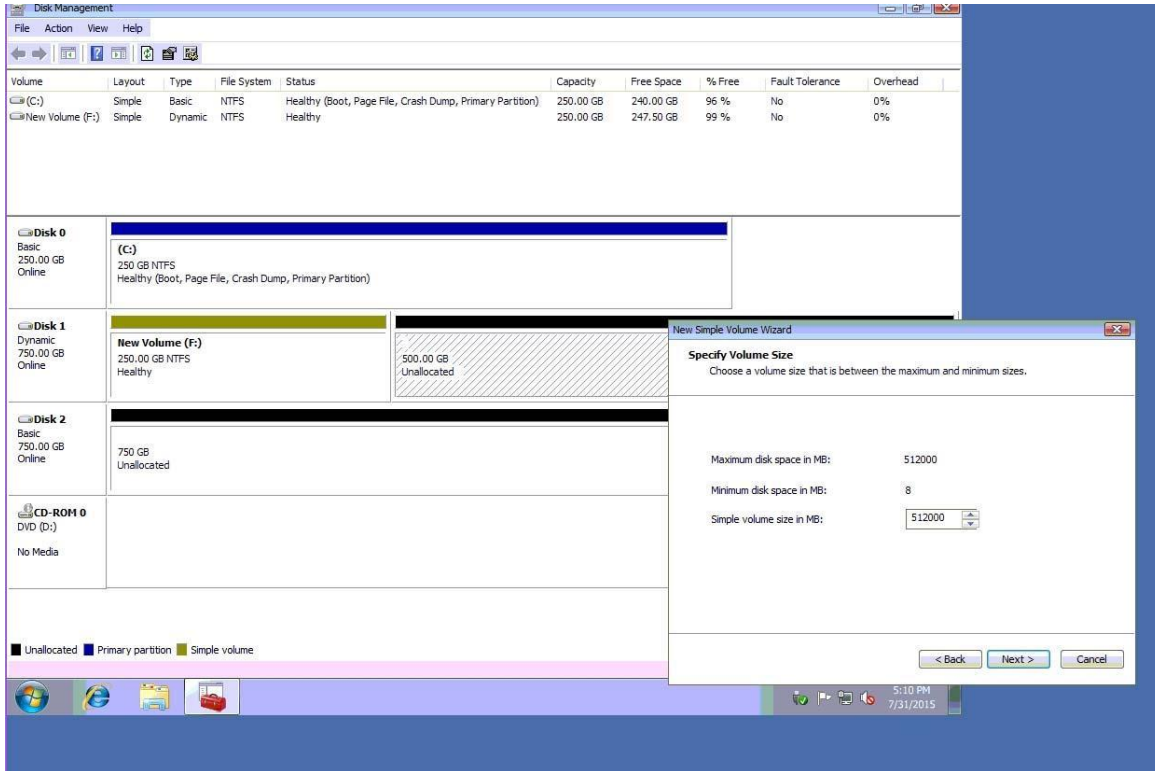 Disk Management
File Action View Help
Volume Layout Type File System Status Capacity Free Space % Free Fault Tolerance Overhead
(C:) Simple Basic NTFS Healthy (Boot, Page File, Crash Dump, Primary Partition) 250.00 GB 240.00 GB 96 % No 0%
New Volume (F:) Simple Dynamic NTFS Healthy 250.00 GB 247.50 GB 99 % No 0%
Disk 0
Basic
250.00 GB
Online
(C:)
250 GB NTFS
Healthy (Boot, Page File, Crash Dump, Primary Partition)
Disk 1
Dynamic
750.00 GB
Online
New Volume (F:)
250.00 GB NTFS
Healthy
500.00 GB
Unallocated
Disk 2
Basic
750.00 GB
Online
750 GB
Unallocated
CD-ROM 0
DVD (D:)
No Media
Unallocated Primary partition Simple volume
New Simple Volume Wizard
Specify Volume Size
Choose a volume size that is between the maximum and minimum sizes.
Maximum disk space in MB: 512000
Minimum disk space in MB: 8
Simple volume size in MB: 512000
< Back Next > Cancel
5:10 PM
7/31/2015